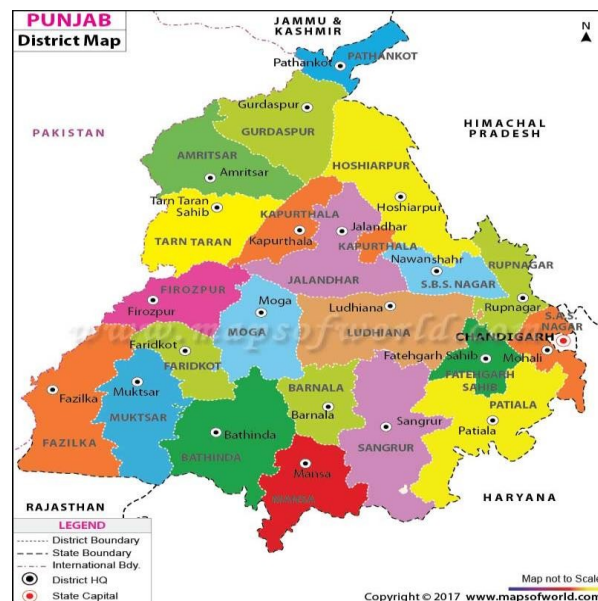 PUNJAB
District Map
JAMMU &
KASHMIR
N
PATHANKOT
Pathankot
Gurdaspur
GURDASPUR
PAKISTAN
HIMACHAL
PRADESH
AMRITSAR
Amritsar
HOSHIARPUR
Hoshiarpur
Tarn Taran
Sahib
TARN TARAN
KAPURTHALA
Kapurthala
Jalandhar
KAPURTHALA
JALANDHAR
Nawanshahr
S.B.S. NAGAR
RUPNAGAR
Rupnagar
FIROZPUR
Firozpur
Moga
MOGA
Ludhiana
LUDHIANA
www.mapsofworld.com
S.A.S.
NAGAR
CHANDIGARH
Mohali
Fatehgarh Sahib
FATEHGARH
SAHIB
Faridkot
FARIDKOT
Fazilka
FAZILKA
Muktsar
MUKTSAR
Bathinda
BATHINDA
BARNALA
Barnala
Sangrur
SANGRUR
PATIALA
Patiala
Mansa
RAJASTHAN
HARYANA
LEGEND
District Boundary
State Boundary
International Bdy.
District HQ
State Capital
Map not to Scale
Copyright © 2017 www.mapsofworld.com